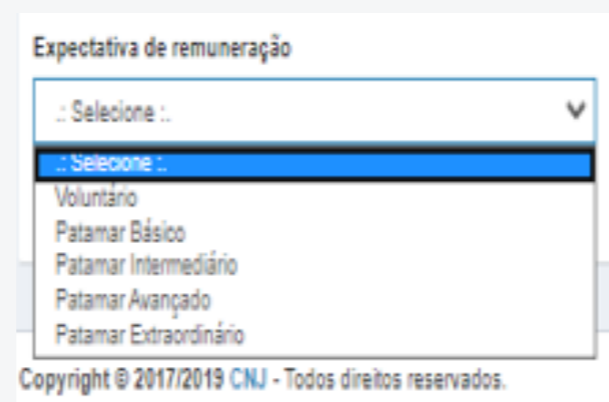 Expectativa de remuneração
.: Selecione :.
.: Selecione :.
Voluntário
Patamar Básico
Patamar Intermediário
Patamar Avançado
Patamar Extraordinário
Copyright © 2017/2019 CNJ - Todos direitos reservados.